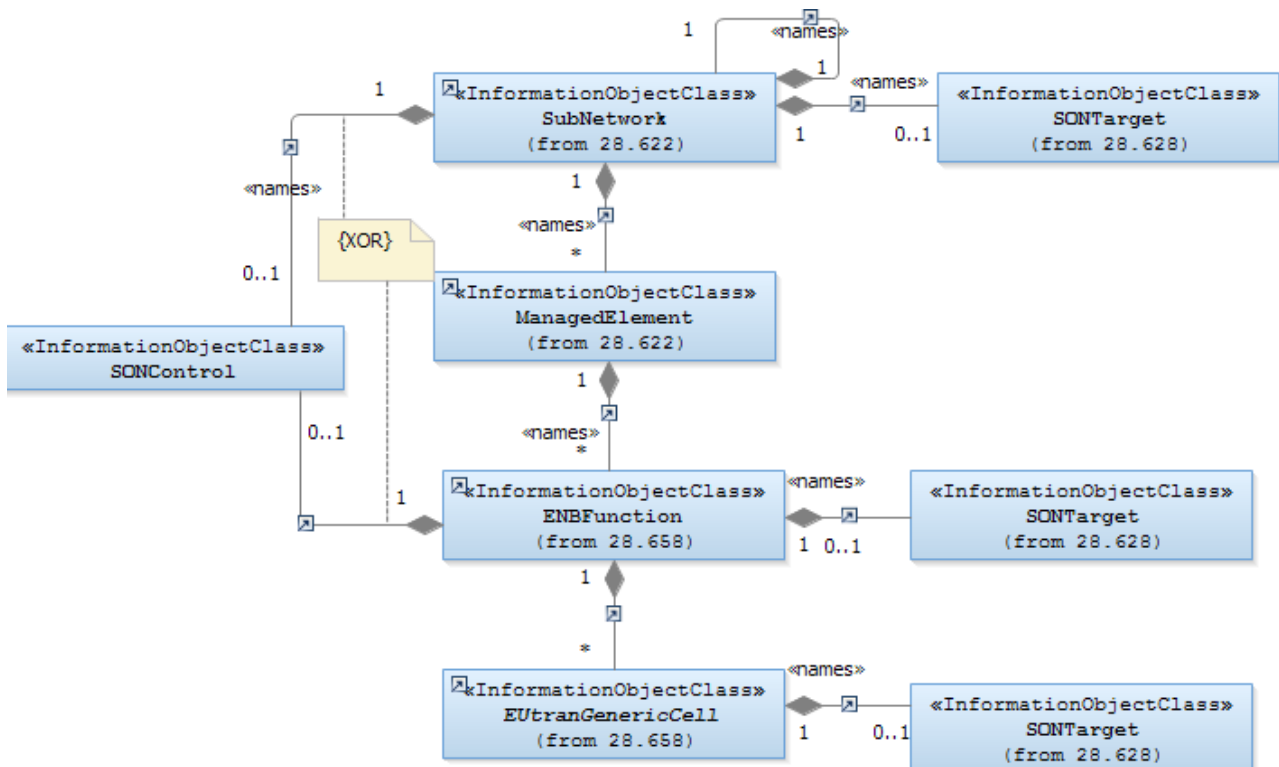 1
«names»
1
1
«names»
«InformationObjectClass»
SubNetwork
(from 28.622)
1
0..1
«InformationObjectClass»
SONTarget
(from 28.628)
«names»
1
«names»
*
{XOR}
0..1
«InformationObjectClass»
ManagedElement
(from 28.622)
«InformationObjectClass»
SONControl
1
0..1
«names»
*
1
«InformationObjectClass»
ENBFunction
(from 28.658)
«names»
1
0..1
«InformationObjectClass»
SONTarget
(from 28.628)
1
*
«InformationObjectClass»
EUtranGenericCell
(from 28.658)
«names»
1
0..1
«InformationObjectClass»
SONTarget
(from 28.628)